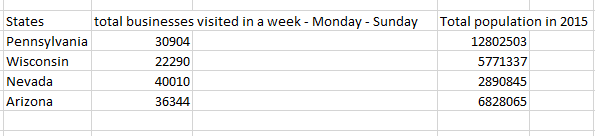 States total businesses visited in a week - Monday - Sunday Total population in 2015
Pennsylvania 30904 12802503
Wisconsin 22290 5771337
Nevada 40010 2890845
Arizona 36344 6828065